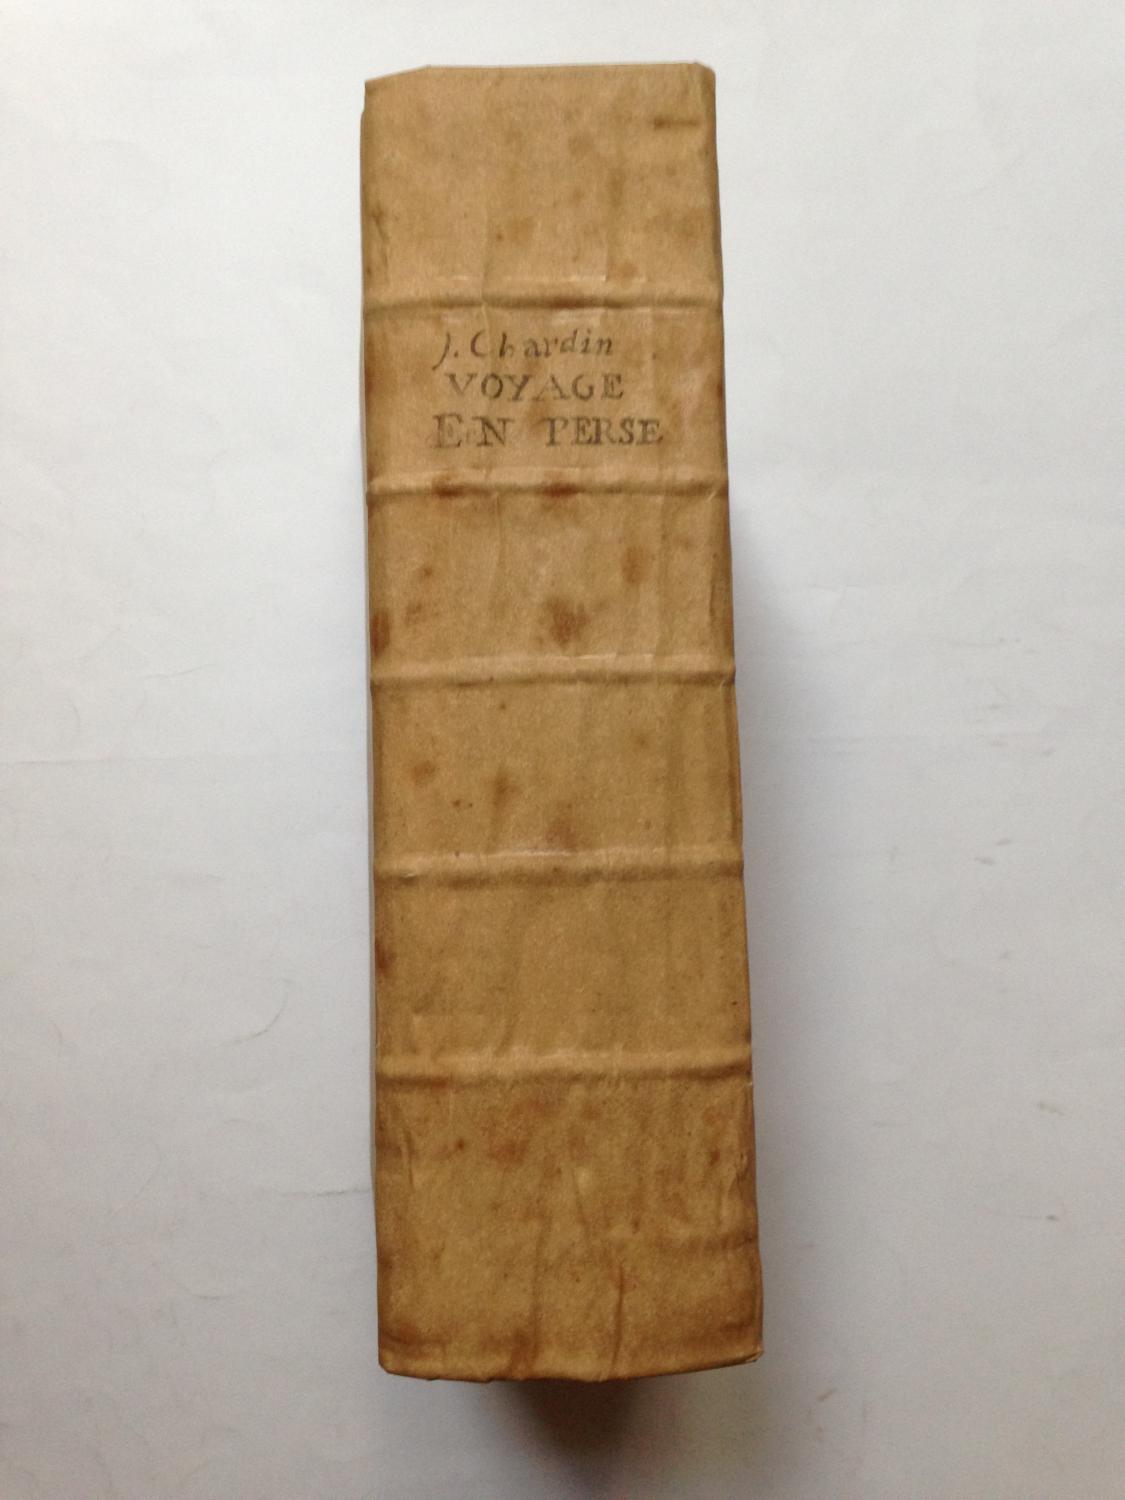 J. Chardin
VOYAGE
EN PERSE